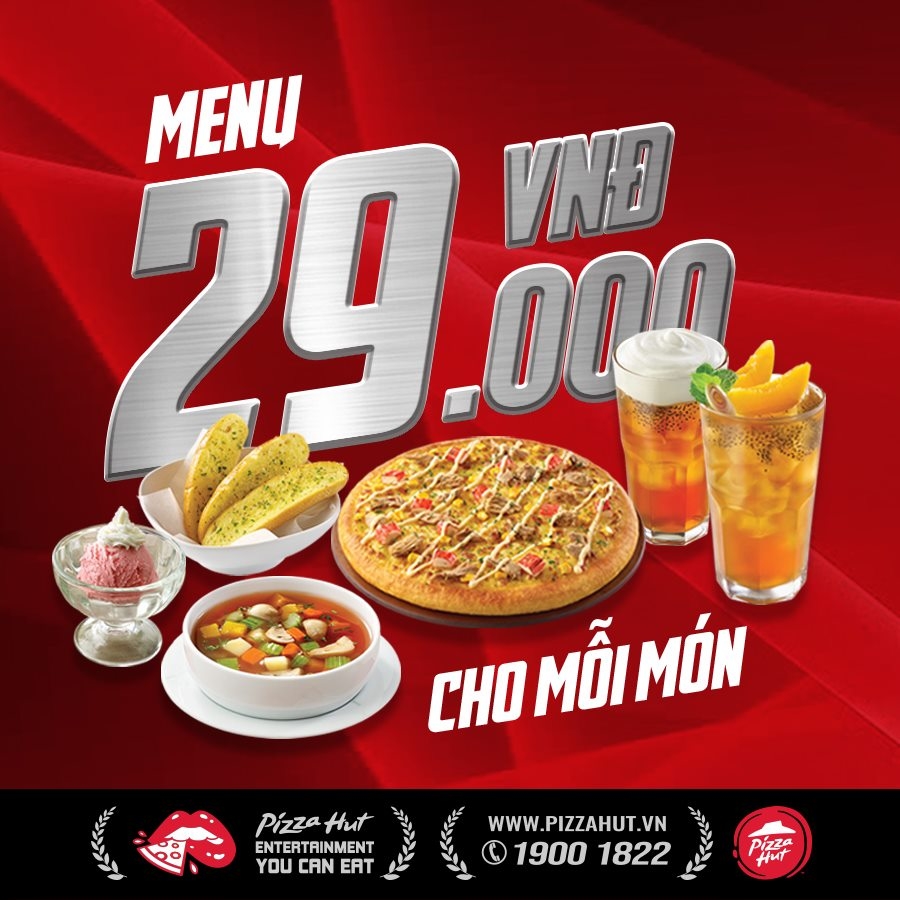 MENU
29.000
VNĐ
CHO MỖI MÓN
Pizza Hut
ENTERTAINMENT
YOU CAN EAT
WWW.PIZZAHUT.VN
1900 1822
Pizza
Hut